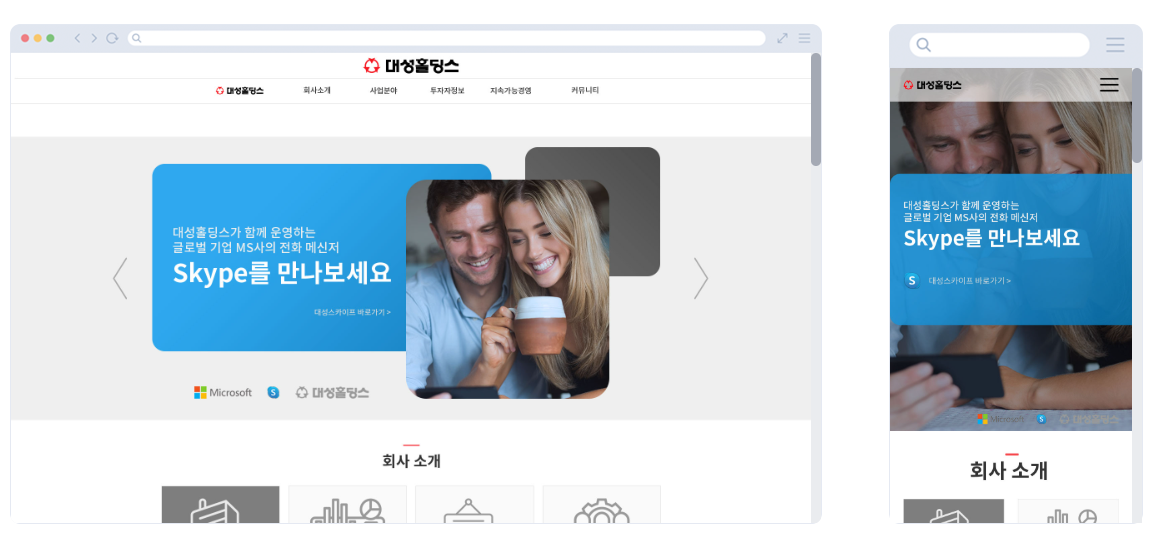 대성홀딩스
대성홀딩스 회사소개 사업분야 투자자정보 지속가능경영 커뮤니티
대성홀딩스가 함께 운영하는
글로벌 기업 MS사의 전화 메신저
Skype를 만나보세요
대성스카이프 바로가기 >
Microsoft S 대성홀딩스
회사 소개
대성홀딩스
대성홀딩스가 함께 운영하는
글로벌 기업 MS사의 전화 메신저
Skype를 만나보세요
S 대성스카이프 바로가기 >
Microsoft S 대성홀딩스
회사 소개